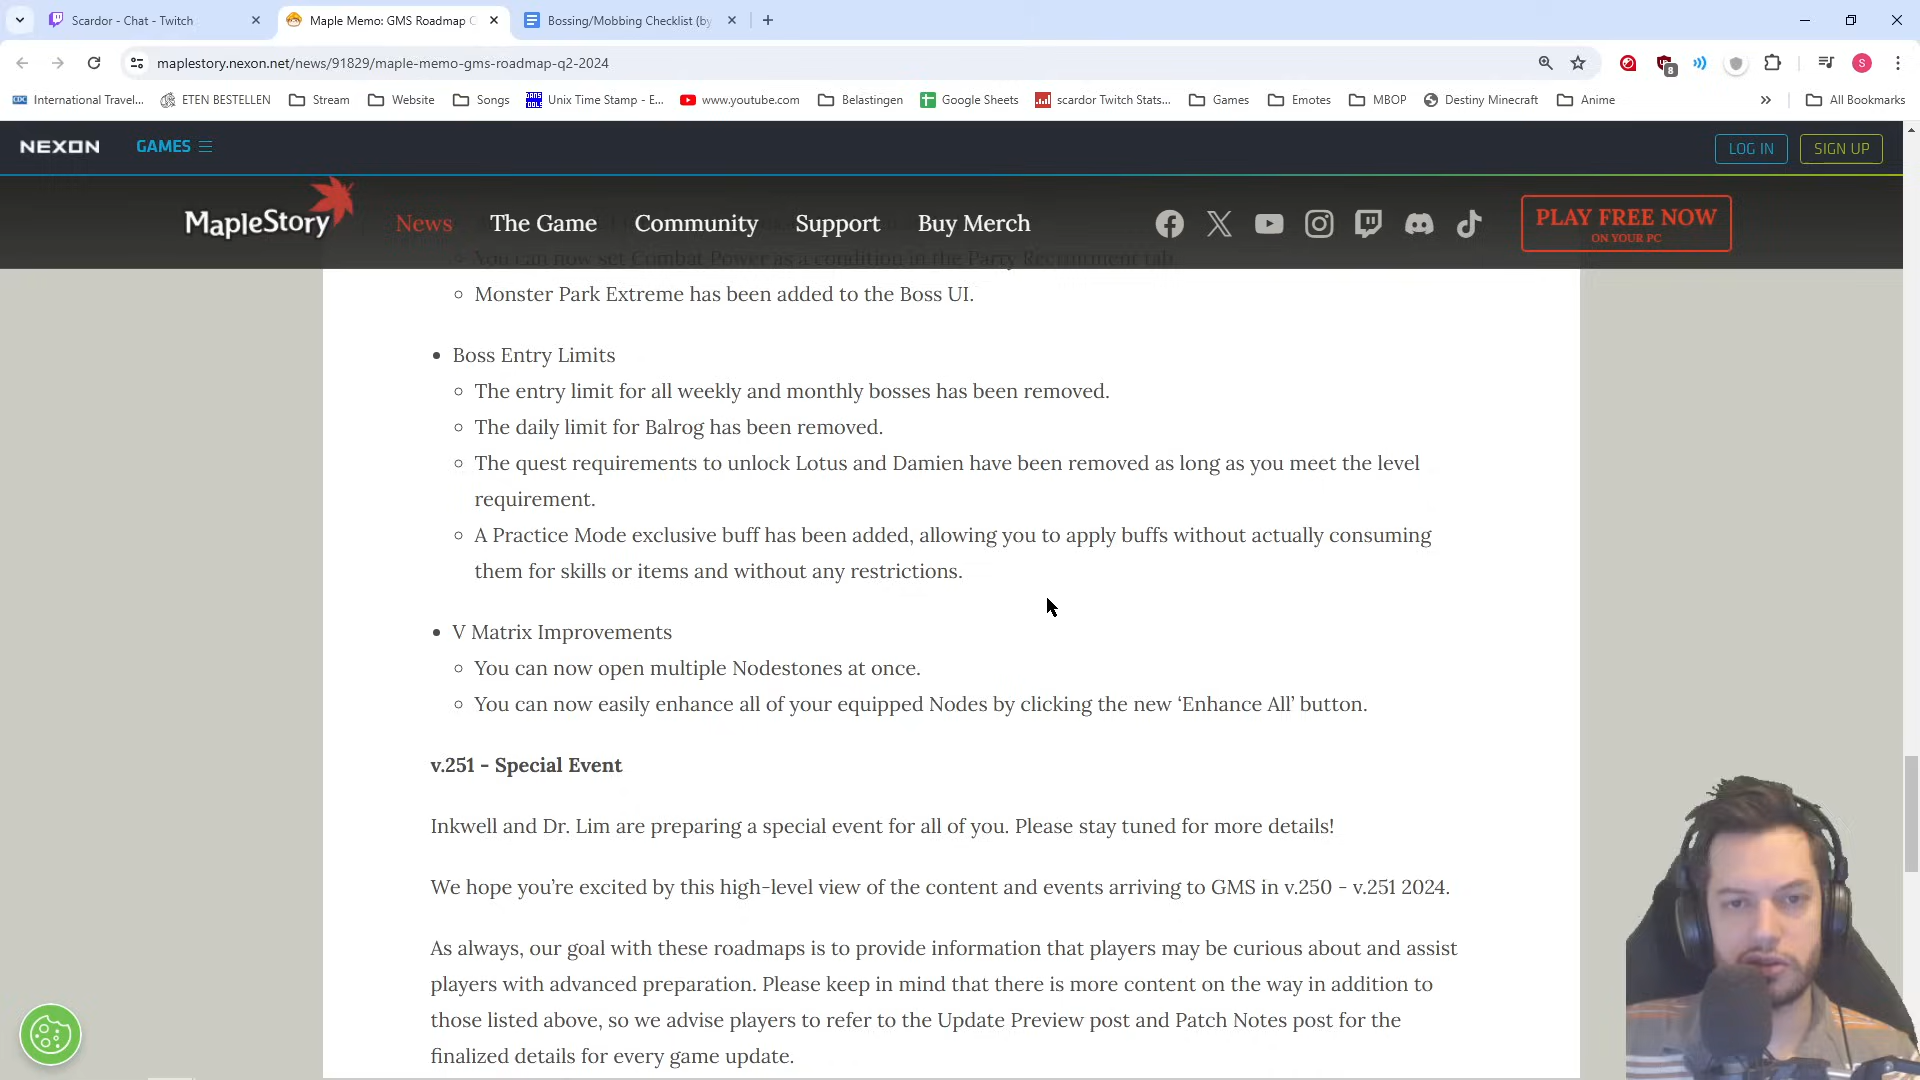 Scardor - Chat - Twitch
Maple Memo: GMS Roadmap
Bossing/Mobbing Checklist (by
maplestory.nexon.net/news/91829/maple-memo-gms-roadmap-q2-2024
8
S
International Travel...
ETEN BESTELLEN
Stream
Website
Songs
Unix Time Stamp - E...
www.youtube.com
Belastingen
Google Sheets
scardor Twitch Stats...
Games
Emotes
MBOP
Destiny Minecraft
Anime
All Bookmarks
NEXON
GAMES
LOG IN
SIGN UP
MapleStory
News
The Game
Community
Support
Buy Merch
PLAY FREE NOW
ON YOUR PC
You can now set Combat Power as a condition in the Party Recruitment tab.
Monster Park Extreme has been added to the Boss UI.
Boss Entry Limits
The entry limit for all weekly and monthly bosses has been removed.
The daily limit for Balrog has been removed.
The quest requirements to unlock Lotus and Damien have been removed as long as you meet the level
requirement.
A Practice Mode exclusive buff has been added, allowing you to apply buffs without actually consuming
them for skills or items and without any restrictions.
V Matrix Improvements
You can now open multiple Nodestones at once.
You can now easily enhance all of your equipped Nodes by clicking the new ‘Enhance All’ button.
v.251 - Special Event
Inkwell and Dr. Lim are preparing a special event for all of you. Please stay tuned for more details!
We hope you’re excited by this high-level view of the content and events arriving to GMS in v.250 - v.251 2024.
As always, our goal with these roadmaps is to provide information that players may be curious about and assist
players with advanced preparation. Please keep in mind that there is more content on the way in addition to
those listed above, so we advise players to refer to the Update Preview post and Patch Notes post for the
finalized details for every game update.